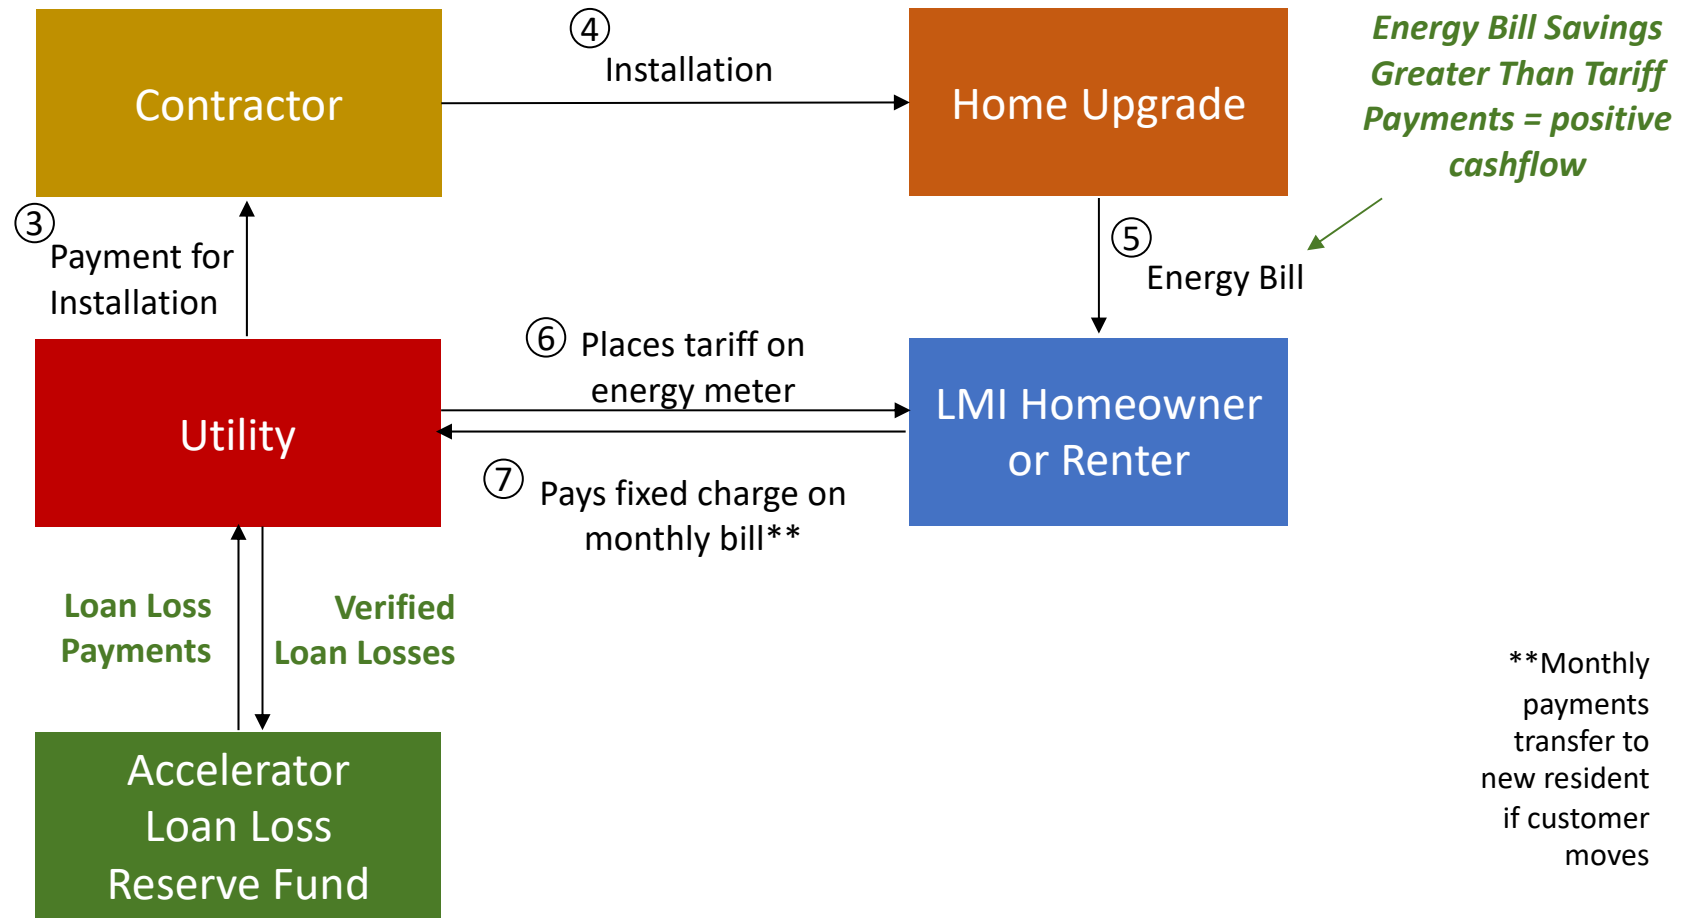 ④
Installation
Contractor
Home Upgrade
Energy Bill Savings
Greater Than Tariff
Payments = positive
cashflow
③
Payment for
Installation
⑤
Energy Bill
⑥ Places tariff on
energy meter
Utility
LMI Homeowner
or Renter
⑦ Pays fixed charge on
monthly bill**
Loan Loss
Payments
Verified
Loan Losses
Accelerator
Loan Loss
Reserve Fund
**Monthly
payments
transfer to
new resident
if customer
moves